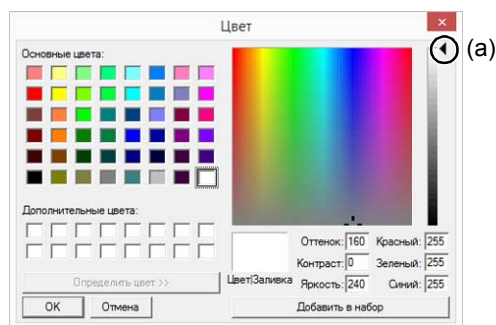 Цвет
(a)
Основные цвета:
Дополнительные цвета:
Определить цвет >>
OK
Отмена
Цвет|Заливка
Оттенок: 160
Контраст: 0
Яркость: 240
Красный: 255
Зеленый: 255
Синий: 255
Добавить в набор